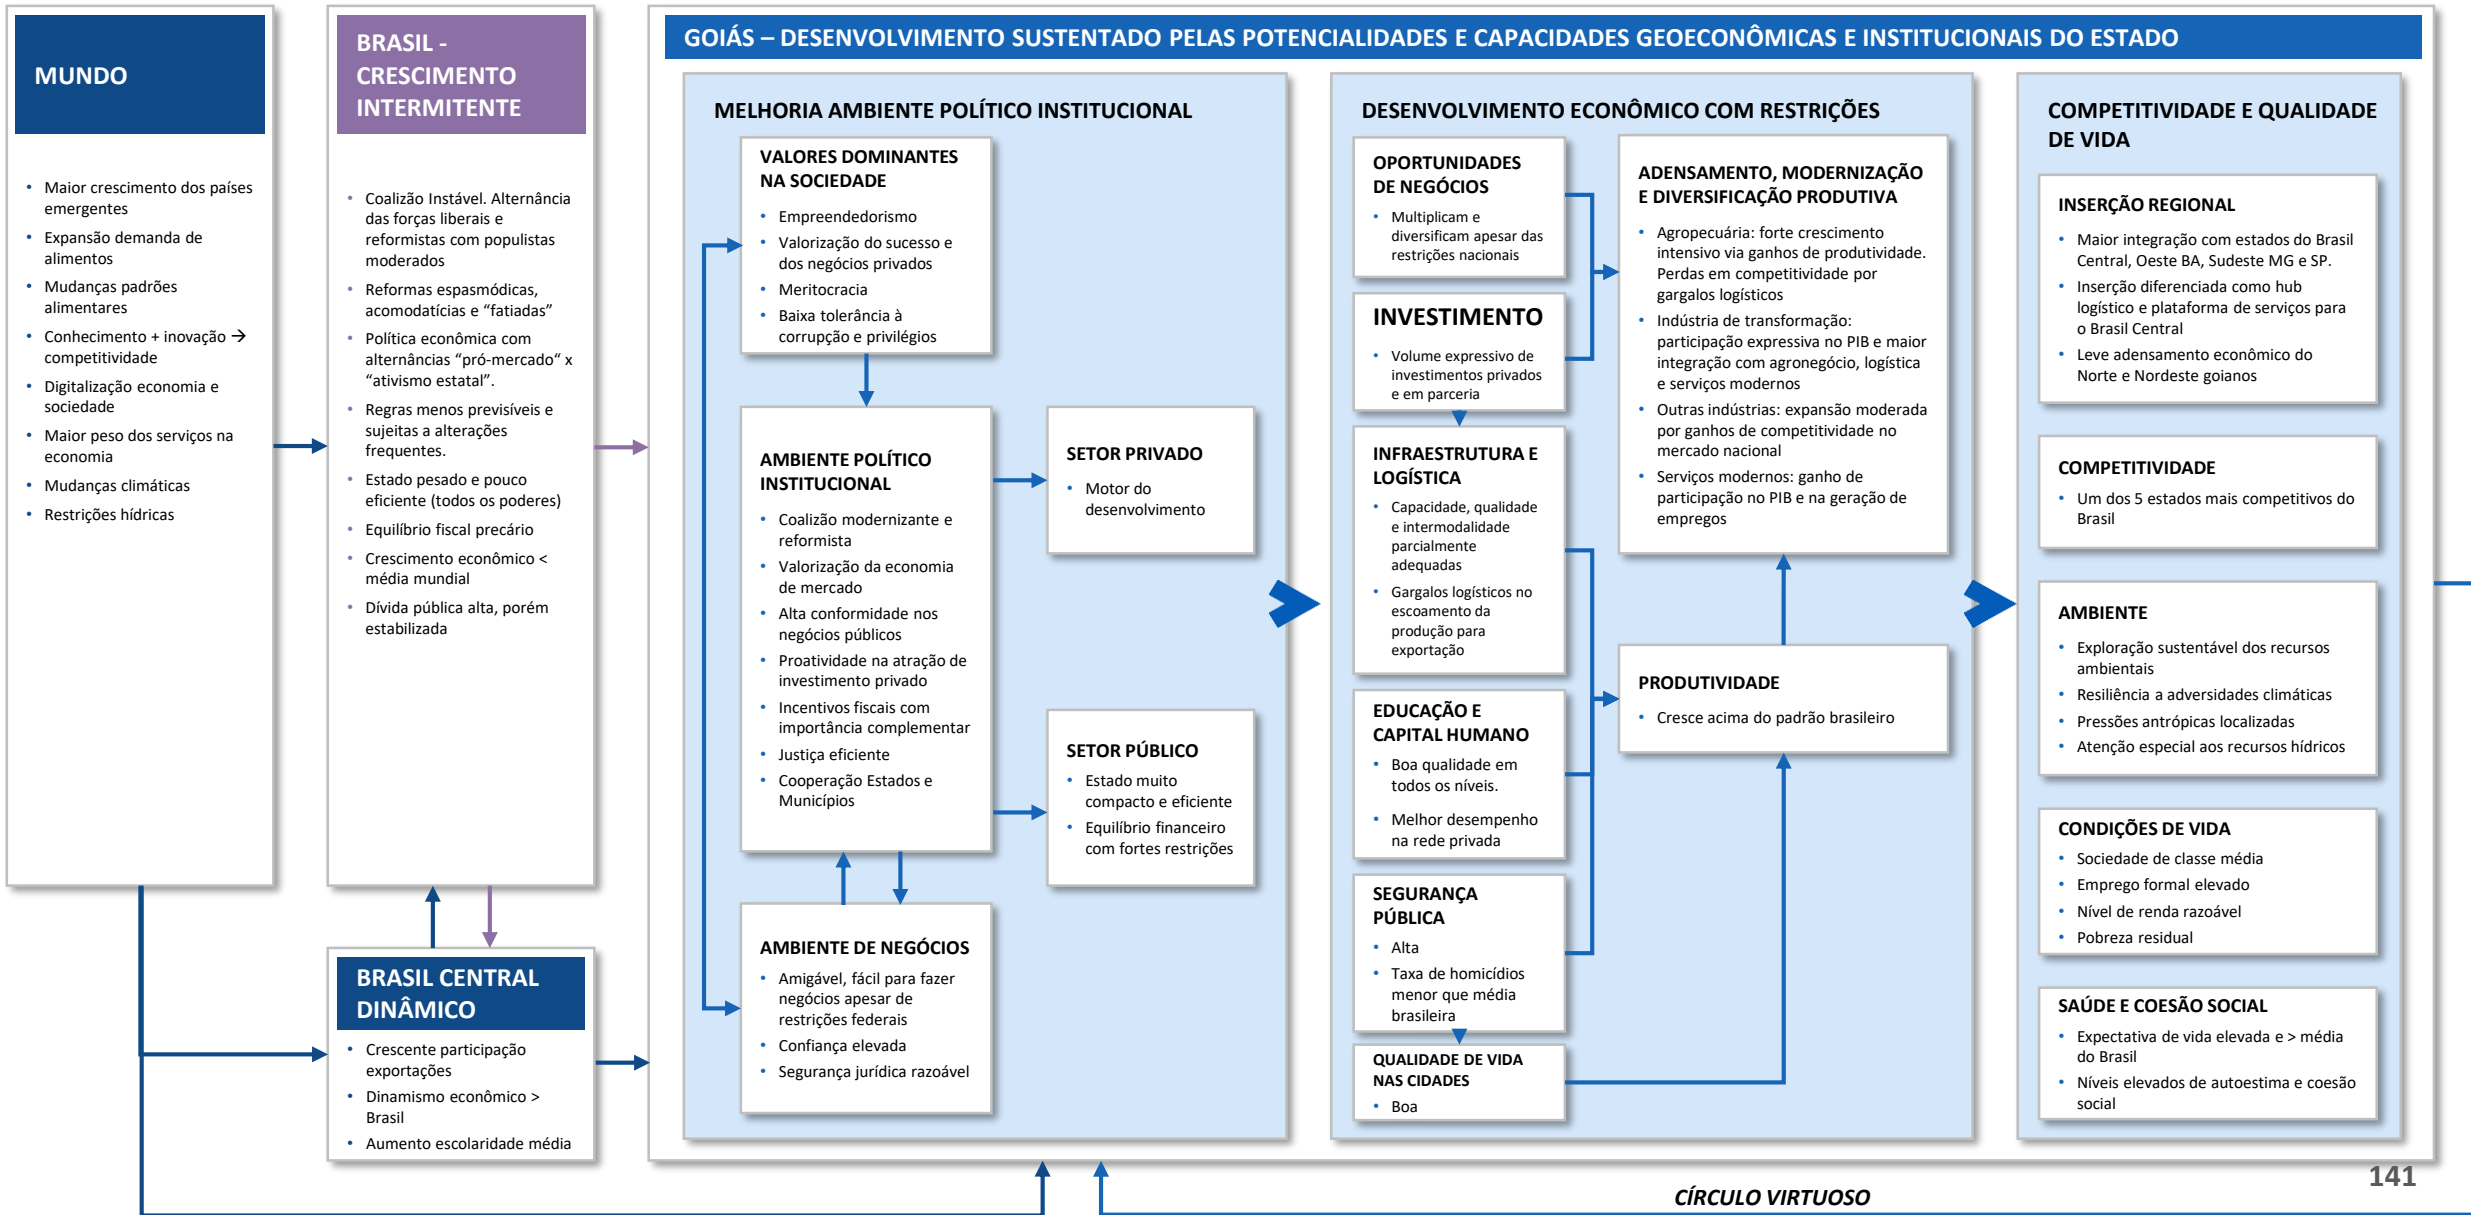 MUNDO
• Maior crescimento dos países
emergentes
• Expansão demanda de
alimentos
• Mudanças padrões
alimentares
• Conhecimento + inovação →
competitividade
• Digitalização economia e
sociedade
• Maior peso dos serviços na
economia
• Mudanças climáticas
• Restrições hídricas
BRASIL -
CRESCIMENTO
INTERMITENTE
• Coalizão Instável. Alternância
das forças liberais e
reformistas com populistas
moderados
• Reformas espasmódicas,
acomodatícias e “fatiadas”
• Política econômica com
alternâncias “pró-mercado“ x
“ativismo estatal”.
• Regras menos previsíveis e
sujeitas a alterações
frequentes.
• Estado pesado e pouco
eficiente (todos os poderes)
• Equilíbrio fiscal precário
• Crescimento econômico <
média mundial
• Dívida pública alta, porém
estabilizada
BRASIL CENTRAL
DINÂMICO
• Crescente participação
exportações
• Dinamismo econômico >
Brasil
• Aumento escolaridade média
GOIÁS – DESENVOLVIMENTO SUSTENTADO PELAS POTENCIALIDADES E CAPACIDADES GEOECONÔMICAS E INSTITUCIONAIS DO ESTADO
MELHORIA AMBIENTE POLÍTICO INSTITUCIONAL
VALORES DOMINANTES
NA SOCIEDADE
• Empreendedorismo
• Valorização do sucesso e
dos negócios privados
• Meritocracia
• Baixa tolerância à
corrupção e privilégios
AMBIENTE POLÍTICO
INSTITUCIONAL
• Coalizão modernizante e
reformista
• Valorização da economia
de mercado
• Alta conformidade nos
negócios públicos
• Proatividade na atração de
investimento privado
• Incentivos fiscais com
importância complementar
• Justiça eficiente
• Cooperação Estados e
Municípios
AMBIENTE DE NEGÓCIOS
• Amigável, fácil para fazer
negócios apesar de
restrições federais
• Confiança elevada
• Segurança jurídica razoável
SETOR PRIVADO
• Motor do
desenvolvimento
SETOR PÚBLICO
• Estado muito
compacto e eficiente
• Equilíbrio financeiro
com fortes restrições
DESENVOLVIMENTO ECONÔMICO COM RESTRIÇÕES
OPORTUNIDADES
DE NEGÓCIOS
• Multiplicam e
diversificam apesar das
restrições nacionais
INVESTIMENTO
• Volume expressivo de
investimentos privados
e em parceria
INFRAESTRUTURA E
LOGÍSTICA
• Capacidade, qualidade
e intermodalidade
parcialmente
adequadas
• Gargalos logísticos no
escoamento da
produção para
exportação
EDUCAÇÃO E
CAPITAL HUMANO
• Boa qualidade em
todos os níveis.
• Melhor desempenho
na rede privada
SEGURANÇA
PÚBLICA
• Alta
• Taxa de homicídios
menor que média
brasileira
QUALIDADE DE VIDA
NAS CIDADES
• Boa
ADENSAMENTO, MODERNIZAÇÃO
E DIVERSIFICAÇÃO PRODUTIVA
• Agropecuária: forte crescimento
intensivo via ganhos de produtividade.
Perdas em competitividade por
gargalos logísticos
• Indústria de transformação:
participação expressiva no PIB e maior
integração com agronegócio, logística
e serviços modernos
• Outras indústrias: expansão moderada
por ganhos de competitividade no
mercado nacional
• Serviços modernos: ganho de
participação no PIB e na geração de
empregos
PRODUTIVIDADE
• Cresce acima do padrão brasileiro
COMPETITIVIDADE E QUALIDADE
DE VIDA
INSERÇÃO REGIONAL
• Maior integração com estados do Brasil
Central, Oeste BA, Sudeste MG e SP.
• Inserção diferenciada como hub
logístico e plataforma de serviços para
o Brasil Central
• Leve adensamento econômico do
Norte e Nordeste goianos
COMPETITIVIDADE
• Um dos 5 estados mais competitivos do
Brasil
AMBIENTE
• Exploração sustentável dos recursos
ambientais
• Resiliência a adversidades climáticas
• Pressões antrópicas localizadas
• Atenção especial aos recursos hídricos
CONDIÇÕES DE VIDA
• Sociedade de classe média
• Emprego formal elevado
• Nível de renda razoável
• Pobreza residual
SAÚDE E COESÃO SOCIAL
• Expectativa de vida elevada e > média
do Brasil
• Níveis elevados de autoestima e coesão
social
141
CÍRCULO VIRTUOSO